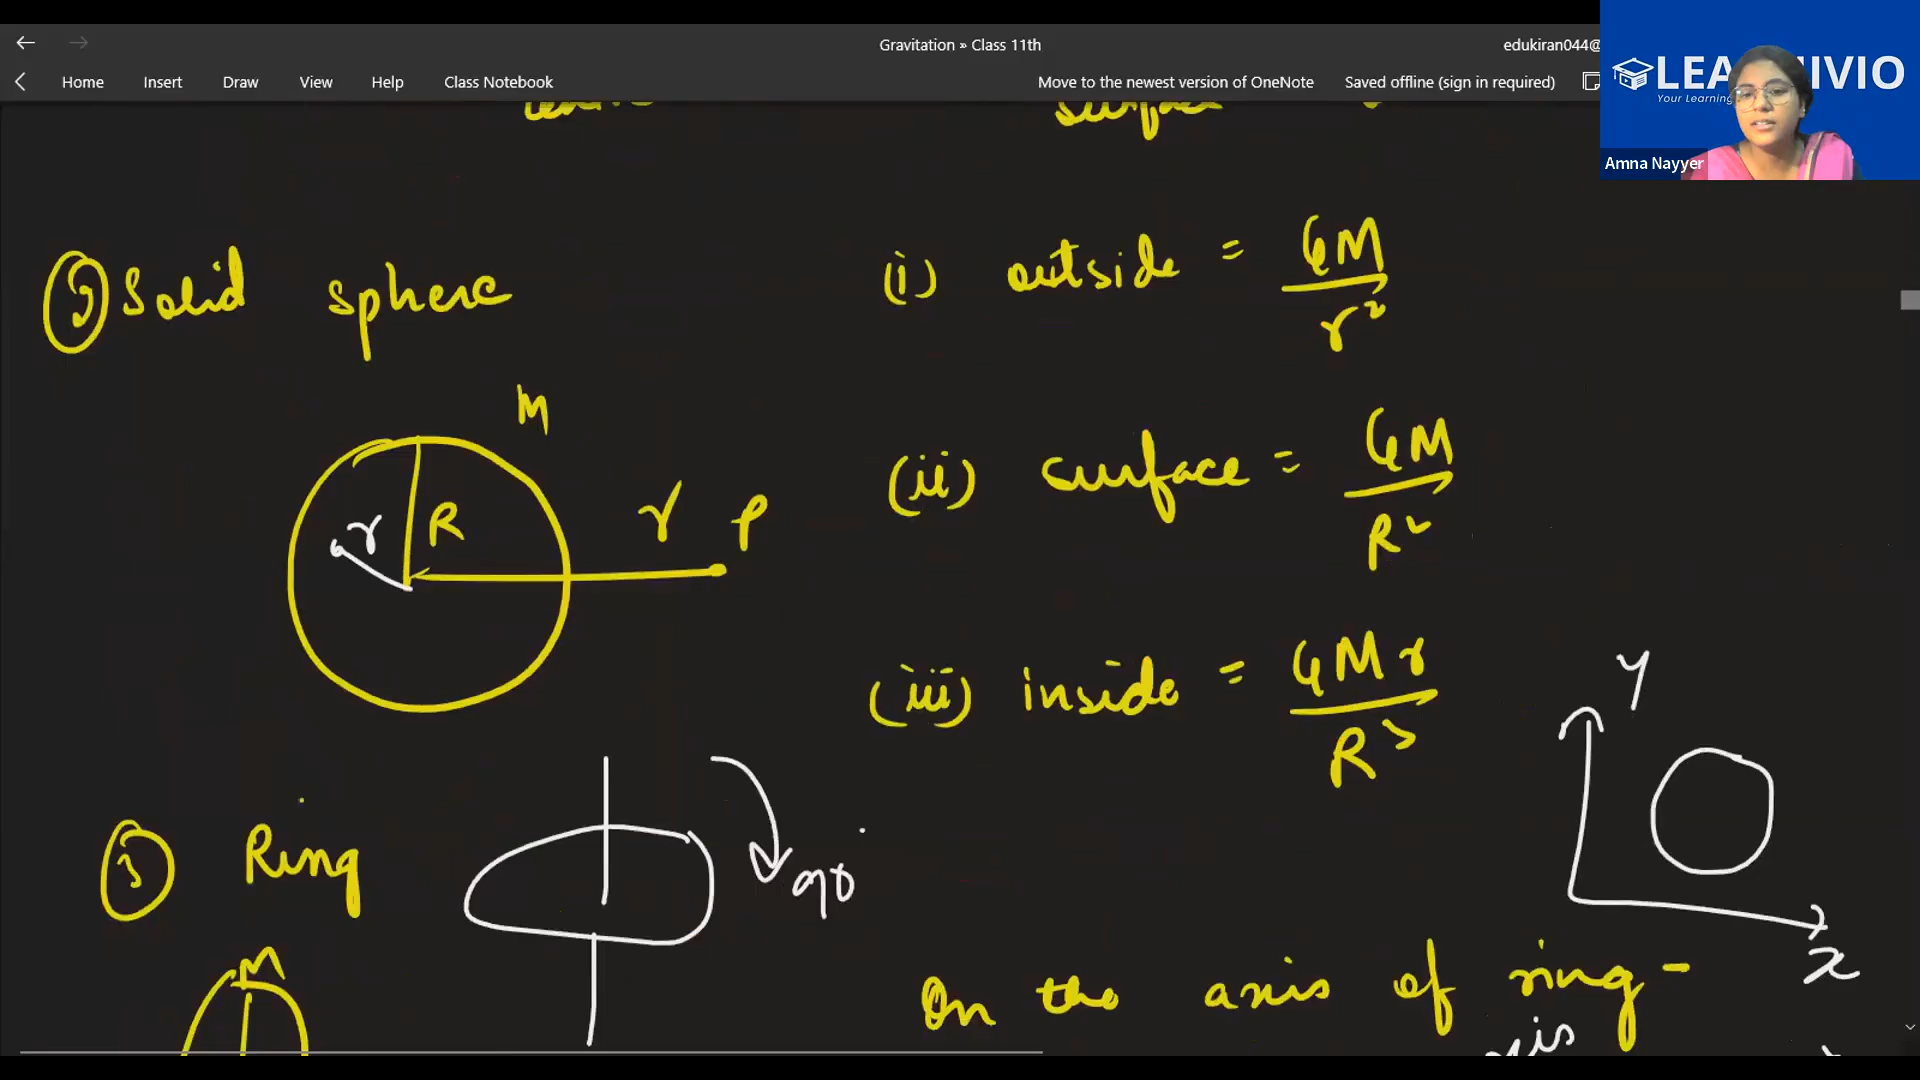 Gravitation » Class 11th
edukiran044@
Home Insert Draw View Help Class Notebook
Move to the newest version of OneNote Saved offline (sign in required)
Your Learning
Amna Nayyer
surface
② Solid sphere
(i) outside = GM / r²
M
R
r
r P
(ii) surface = GM / R²
(iii) inside = GMr / R³
y
x
③ Ring
90
M
On the axis of ring -